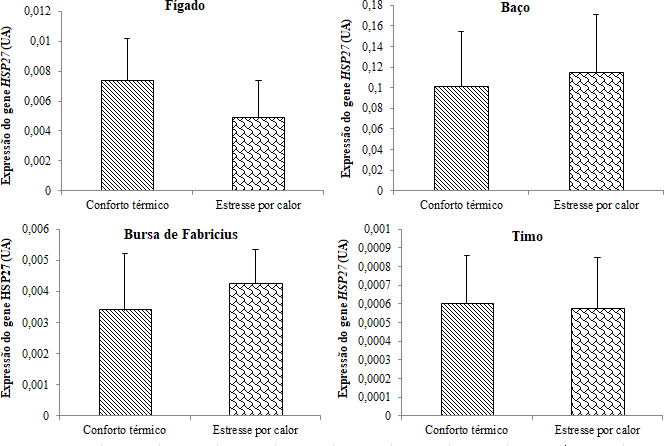 Fígado
Expressão do gene HSP27 (UA)
0,012
0,01
0,008
0,006
0,004
0,002
0
Conforto térmico
Estresse por calor
Baço
Expressão do gene HSP27 (UA)
0,18
0,16
0,14
0,12
0,1
0,08
0,06
0,04
0,02
0
Conforto térmico
Estresse por calor
Bursa de Fabricius
Expressão do gene HSP27 (UA)
0,006
0,005
0,004
0,003
0,002
0,001
0
Conforto térmico
Estresse por calor
Timo
Expressão do gene HSP27 (UA)
0,001
0,0009
0,0008
0,0007
0,0006
0,0005
0,0004
0,0003
0,0002
0,0001
0
Conforto térmico
Estresse por calor